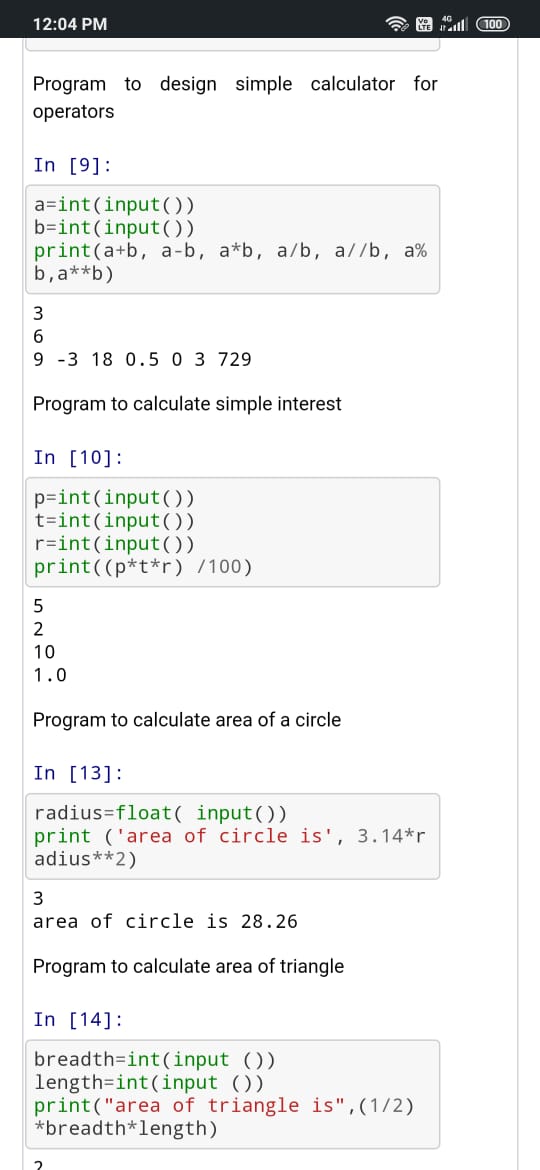 12:04 PM
Vo LTE 4G 100
Program to design simple calculator for
operators
In [9]:
a=int(input())
b=int(input())
print(a+b, a-b, a*b, a/b, a//b, a%
b,a**b)
3
6
9 -3 18 0.5 0 3 729
Program to calculate simple interest
In [10]:
p=int(input())
t=int(input())
r=int(input())
print((p*t*r) /100)
5
2
10
1.0
Program to calculate area of a circle
In [13]:
radius=float( input())
print ('area of circle is', 3.14*r
adius**2)
3
area of circle is 28.26
Program to calculate area of triangle
In [14]:
breadth=int(input ())
length=int(input ())
print("area of triangle is",(1/2)
*breadth*length)
2